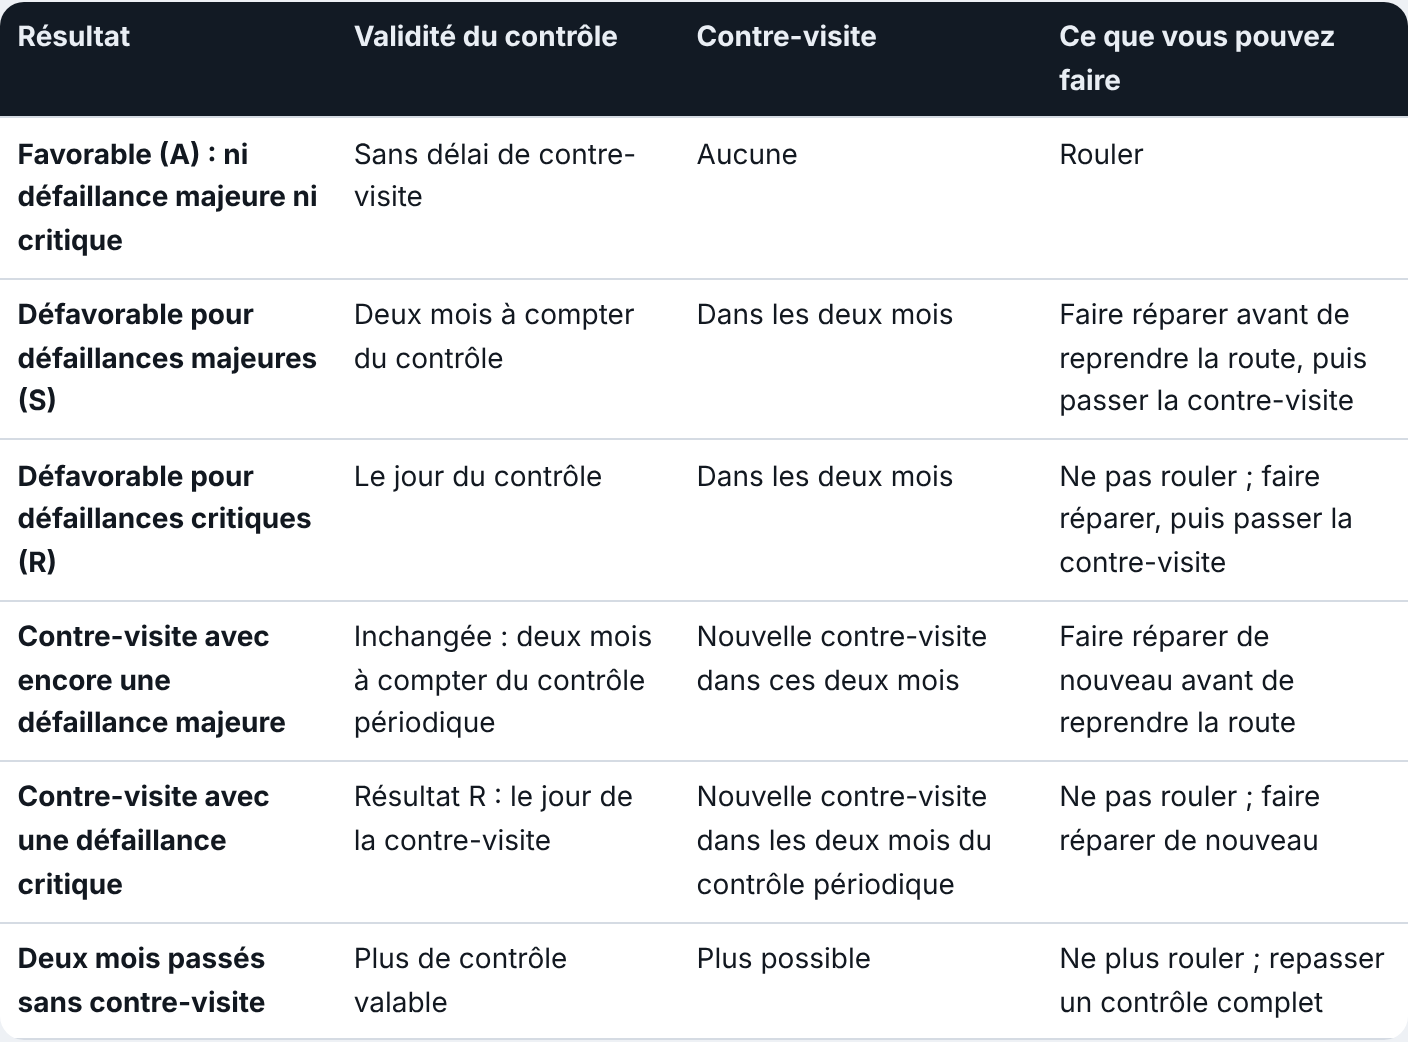 Résultat
Validité du contrôle
Contre-visite
Ce que vous pouvez
faire
Favorable (A) : ni
défaillance majeure ni
critique
Sans délai de contre-
visite
Aucune
Rouler
Défavorable pour
défaillances majeures
(S)
Deux mois à compter
du contrôle
Dans les deux mois
Faire réparer avant de
reprendre la route, puis
passer la contre-visite
Défavorable pour
défaillances critiques
(R)
Le jour du contrôle
Dans les deux mois
Ne pas rouler ; faire
réparer, puis passer la
contre-visite
Contre-visite avec
encore une
défaillance majeure
Inchangée : deux mois
à compter du contrôle
périodique
Nouvelle contre-visite
dans ces deux mois
Faire réparer de
nouveau avant de
reprendre la route
Contre-visite avec
une défaillance
critique
Résultat R : le jour de
la contre-visite
Nouvelle contre-visite
dans les deux mois du
contrôle périodique
Ne pas rouler ; faire
réparer de nouveau
Deux mois passés
sans contre-visite
Plus de contrôle
valable
Plus possible
Ne plus rouler ; repasser
un contrôle complet